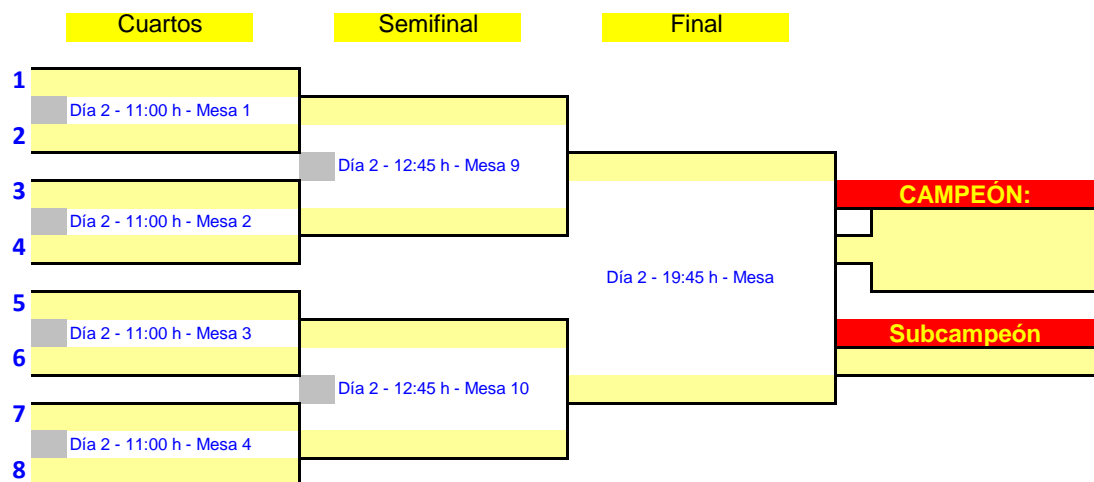 Cuartos Semifinal Final
1
Día 2 - 11:00 h - Mesa 1
2
Día 2 - 12:45 h - Mesa 9
3
CAMPEÓN:
Día 2 - 11:00 h - Mesa 2
4
Día 2 - 19:45 h - Mesa
5
Día 2 - 11:00 h - Mesa 3
Subcampeón
6
Día 2 - 12:45 h - Mesa 10
7
Día 2 - 11:00 h - Mesa 4
8